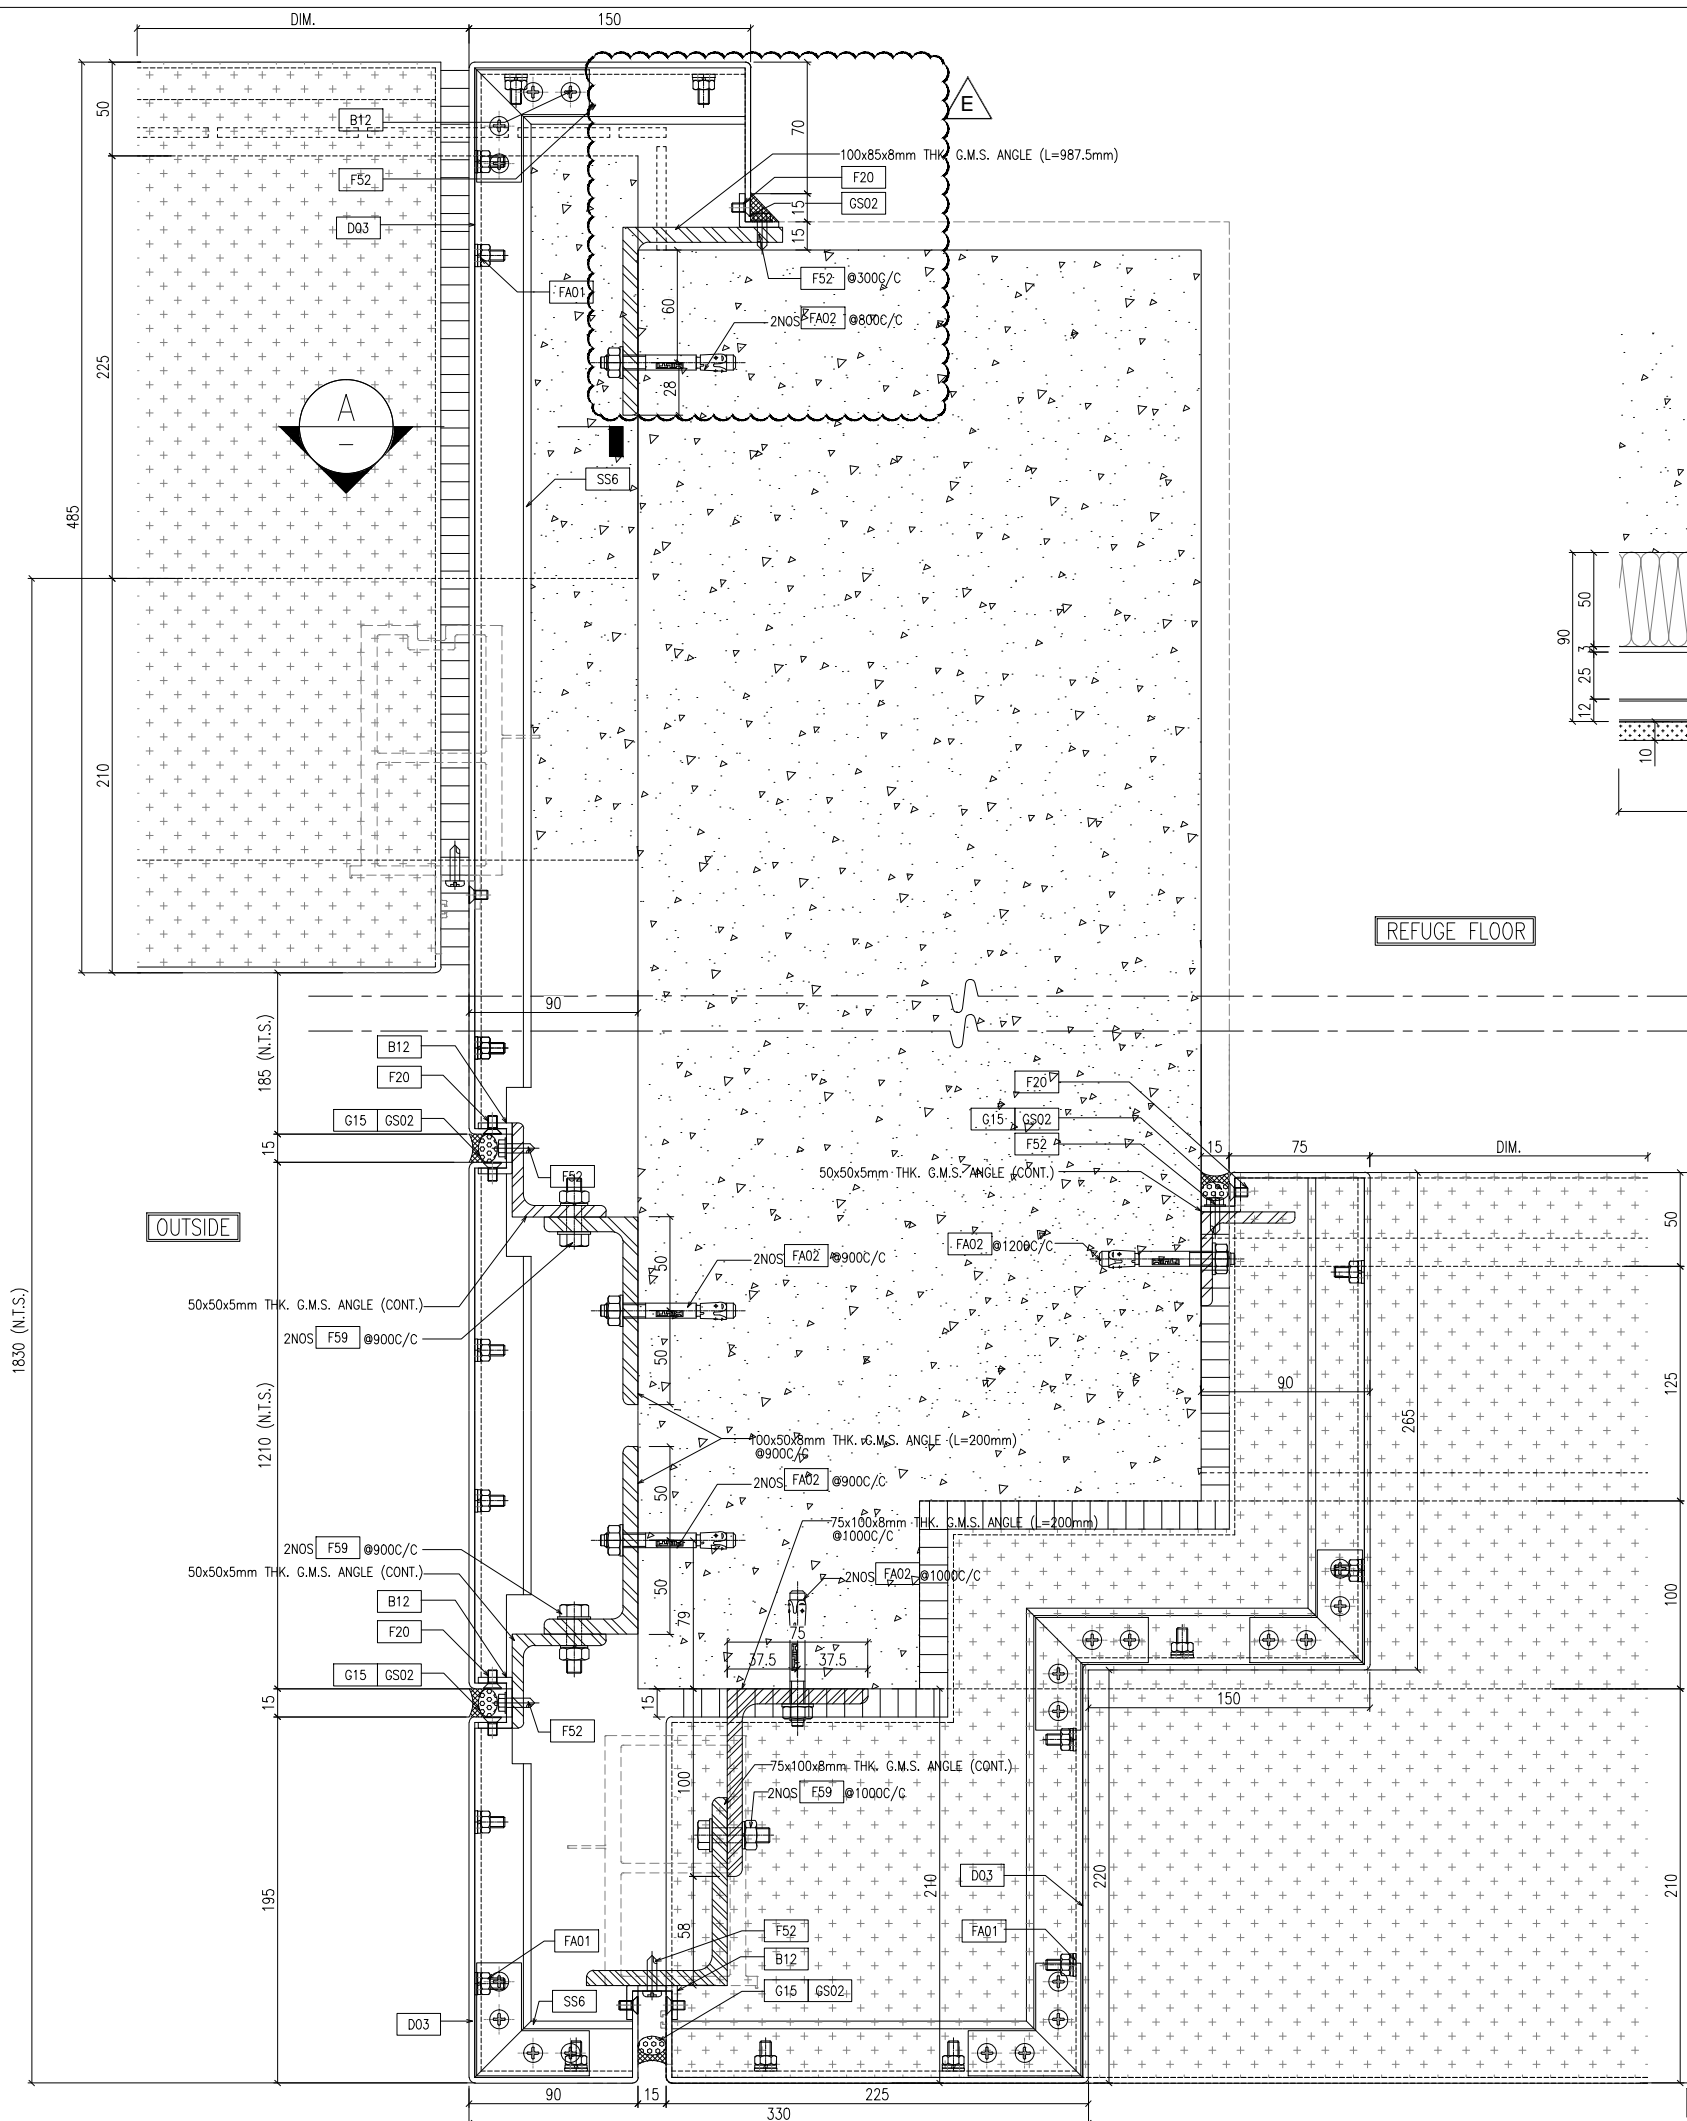 DIM.
150
50
B12
E
70
100x85x8mm THK. G.M.S. ANGLE (L=987.5mm)
F52
F20
15
GS02
D03
15
225
FA01
F52 @300C/C
60
2NOS FA02 @800C/C
28
A
–
485
SS6
50
90
3
25
12
10
210
REFUGE FLOOR
90
185 (N.T.S.)
B12
F20
G15 GS02
15
F52
F20
G15 GS02
F52
15
75
DIM.
50x50x5mm THK. G.M.S. ANGLE (CONT.)
OUTSIDE
50
50
2NOS FA02 @900C/C
FA02 @1200C/C
1830 (N.T.S.)
50x50x5mm THK. G.M.S. ANGLE (CONT.)
2NOS F59 @900C/C
50
90
125
265
1210 (N.T.S.)
100x50x8mm THK. G.M.S. ANGLE (L=200mm)
@900C/C
2NOS FA02 @900C/C
50
75x100x8mm THK. G.M.S. ANGLE (L=200mm)
@1000C/C
2NOS F59 @900C/C
50x50x5mm THK. G.M.S. ANGLE (CONT.)
2NOS FA02 @1000C/C
50
79
75
37.5
37.5
100
B12
F20
G15 GS02
15
F52
15
150
75x100x8mm THK. G.M.S. ANGLE (CONT.)
2NOS F59 @1000C/C
100
195
210
D03
220
210
58
FA01
F52
FA01
B12
G15 GS02
SS6
D03
90
15
225
330